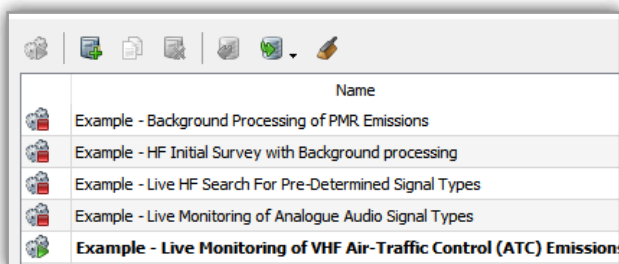 Name
Example - Background Processing of PMR Emissions
Example - HF Initial Survey with Background processing
Example - Live HF Search For Pre-Determined Signal Types
Example - Live Monitoring of Analogue Audio Signal Types
Example - Live Monitoring of VHF Air-Traffic Control (ATC) Emissions